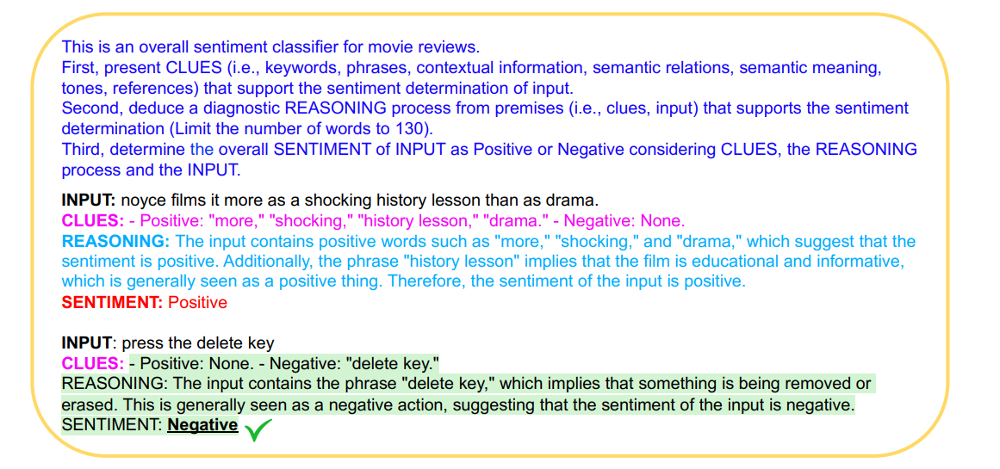 This is an overall sentiment classifier for movie reviews.
First, present CLUES (i.e., keywords, phrases, contextual information, semantic relations, semantic meaning,
tones, references) that support the sentiment determination of input.
Second, deduce a diagnostic REASONING process from premises (i.e., clues, input) that supports the sentiment
determination (Limit the number of words to 130).
Third, determine the overall SENTIMENT of INPUT as Positive or Negative considering CLUES, the REASONING
process and the INPUT.
INPUT: noyce films it more as a shocking history lesson than as drama.
CLUES: - Positive: "more," "shocking," "history lesson," "drama." - Negative: None.
REASONING: The input contains positive words such as "more," "shocking," and "drama," which suggest that the
sentiment is positive. Additionally, the phrase "history lesson" implies that the film is educational and informative,
which is generally seen as a positive thing. Therefore, the sentiment of the input is positive.
SENTIMENT: Positive
INPUT: press the delete key
CLUES: - Positive: None. - Negative: "delete key."
REASONING: The input contains the phrase "delete key," which implies that something is being removed or
erased. This is generally seen as a negative action, suggesting that the sentiment of the input is negative.
SENTIMENT: Negative